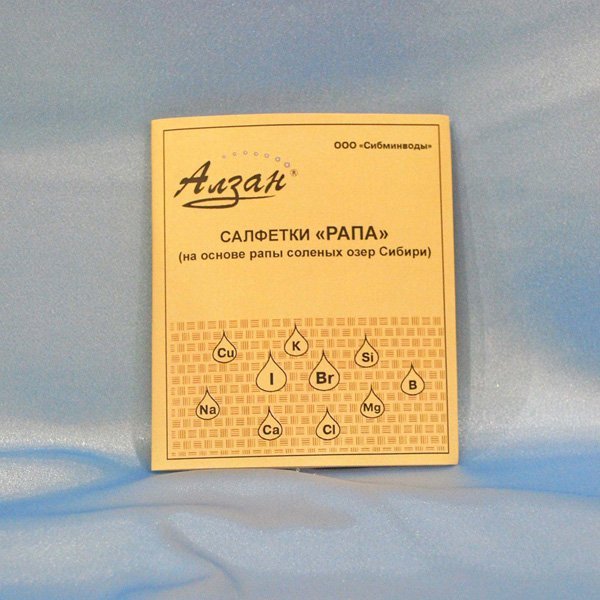 ООО «Сибминводы»
Алзан®
САЛФЕТКИ «РАПА»
(на основе рапы соленых озер Сибири)
Cu
K
Si
I
Br
B
Na
Mg
Ca
Cl